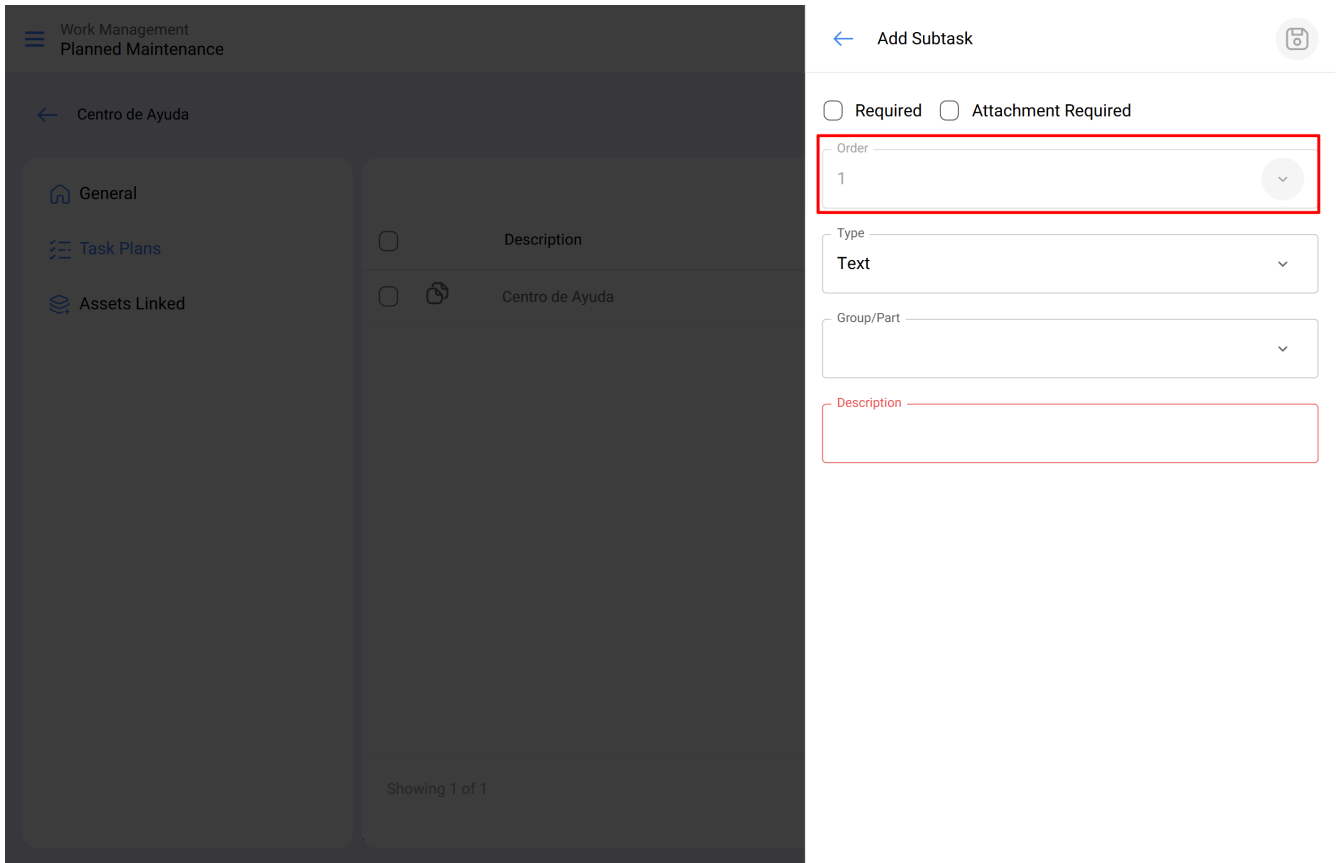 Work Management
Planned Maintenance
Centro de Ayuda
General
Task Plans
Assets Linked
Description
Centro de Ayuda
Showing 1 of 1
Add Subtask
Required Attachment Required
Order
1
Type
Text
Group/Part
Description